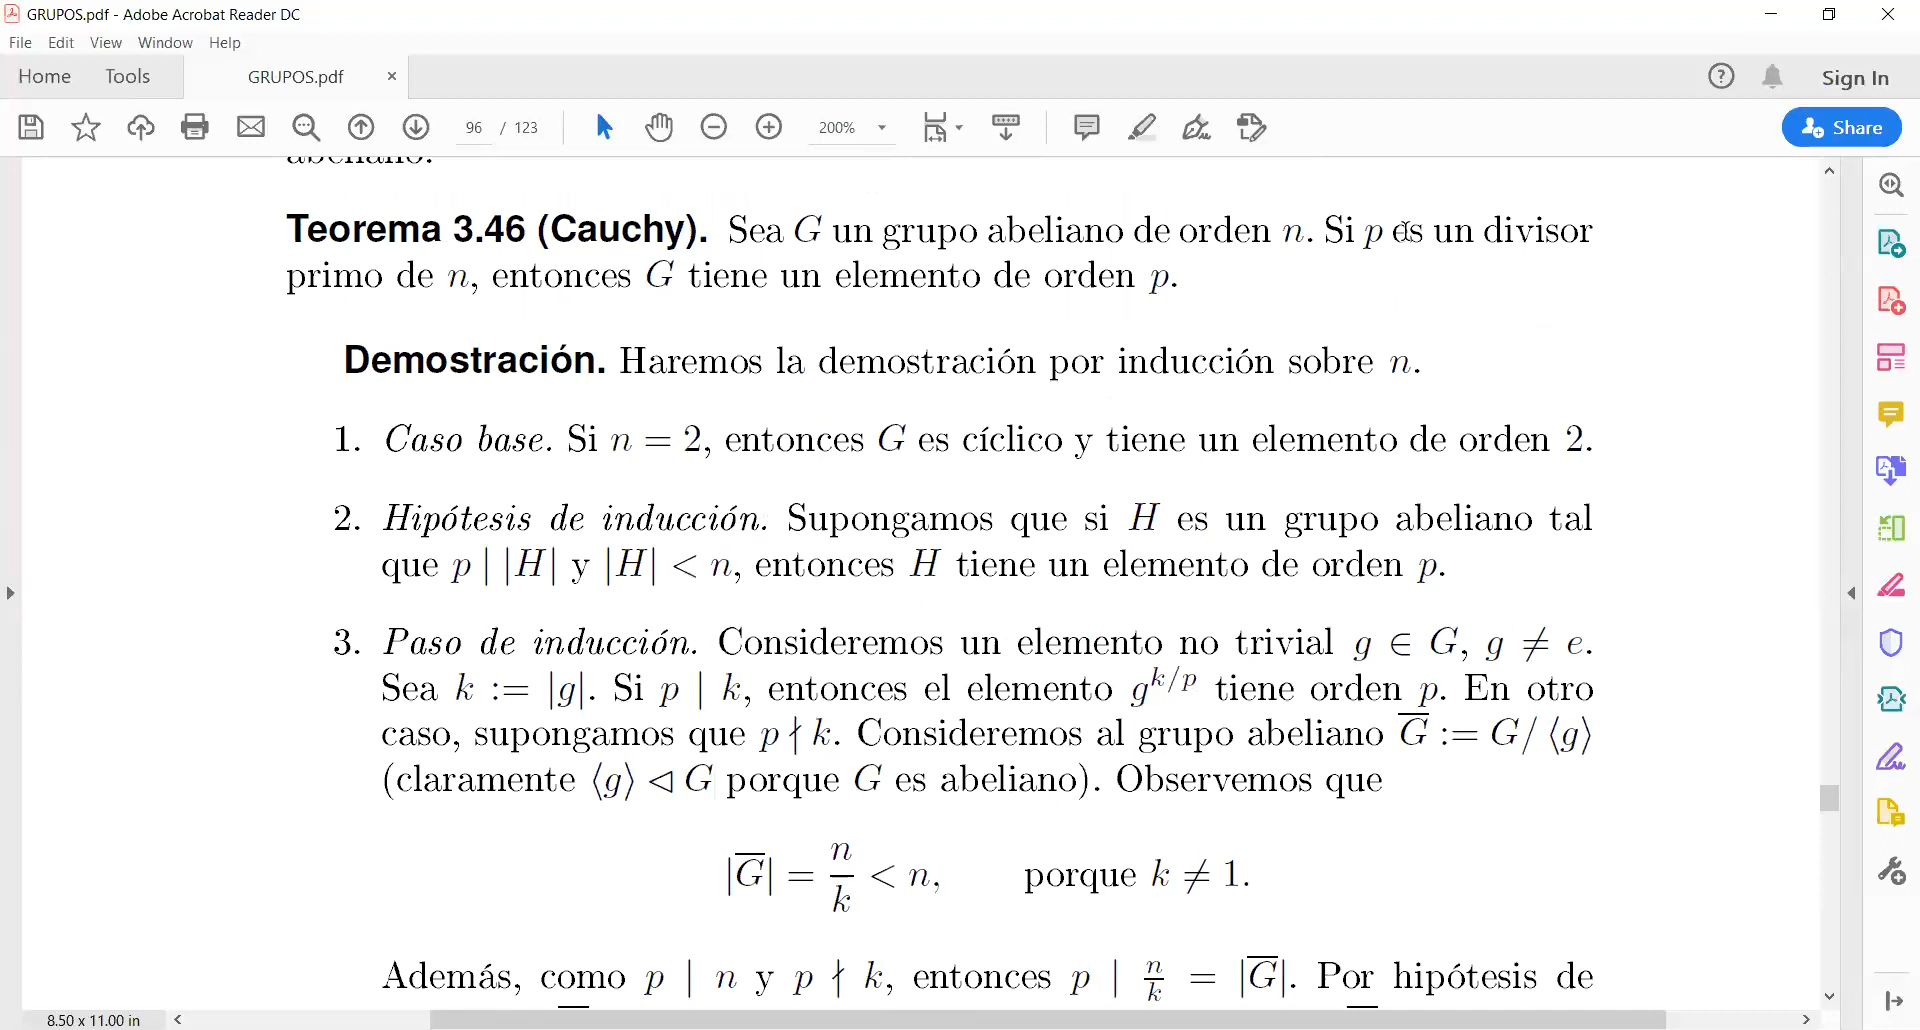 GRUPOS.pdf - Adobe Acrobat Reader DC
File Edit View Window Help
Home Tools GRUPOS.pdf × Sign In
96 / 123 200% Share
abeliano.
Teorema 3.46 (Cauchy). Sea G un grupo abeliano de orden n. Si p es un divisor
primo de n, entonces G tiene un elemento de orden p.
Demostración. Haremos la demostración por inducción sobre n.
1. Caso base. Si n = 2, entonces G es cíclico y tiene un elemento de orden 2.
2. Hipótesis de inducción. Supongamos que si H es un grupo abeliano tal
que p | |H| y |H| < n, entonces H tiene un elemento de orden p.
3. Paso de inducción. Consideremos un elemento no trivial g ∈ G, g ≠ e.
Sea k := |g|. Si p | k, entonces el elemento g^{k/p} tiene orden p. En otro
caso, supongamos que p ∤ k. Consideremos al grupo abeliano G̅ := G/⟨g⟩
(claramente ⟨g⟩ ◁ G porque G es abeliano). Observemos que
|G̅| = n/k < n, porque k ≠ 1.
Además, como p | n y p ∤ k, entonces p | n/k = |G̅|. Por hipótesis de
8.50 x 11.00 in